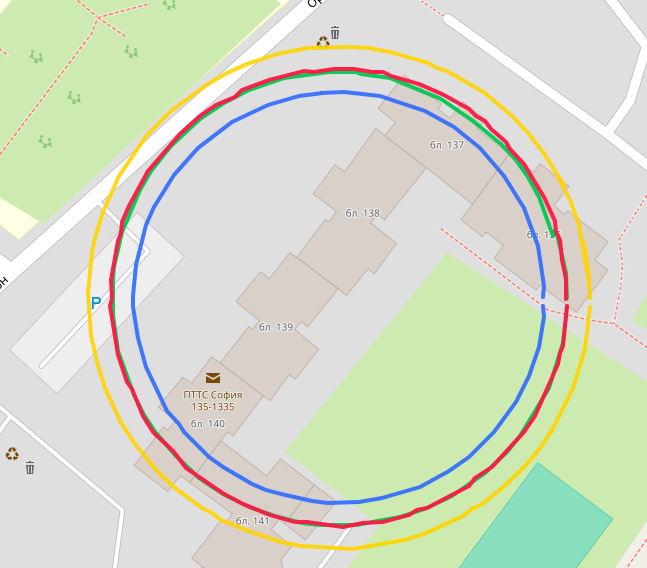 бл. 137
бл. 138
P
бл. 139
ПТТС София
135-1335
бл. 140
бл. 141